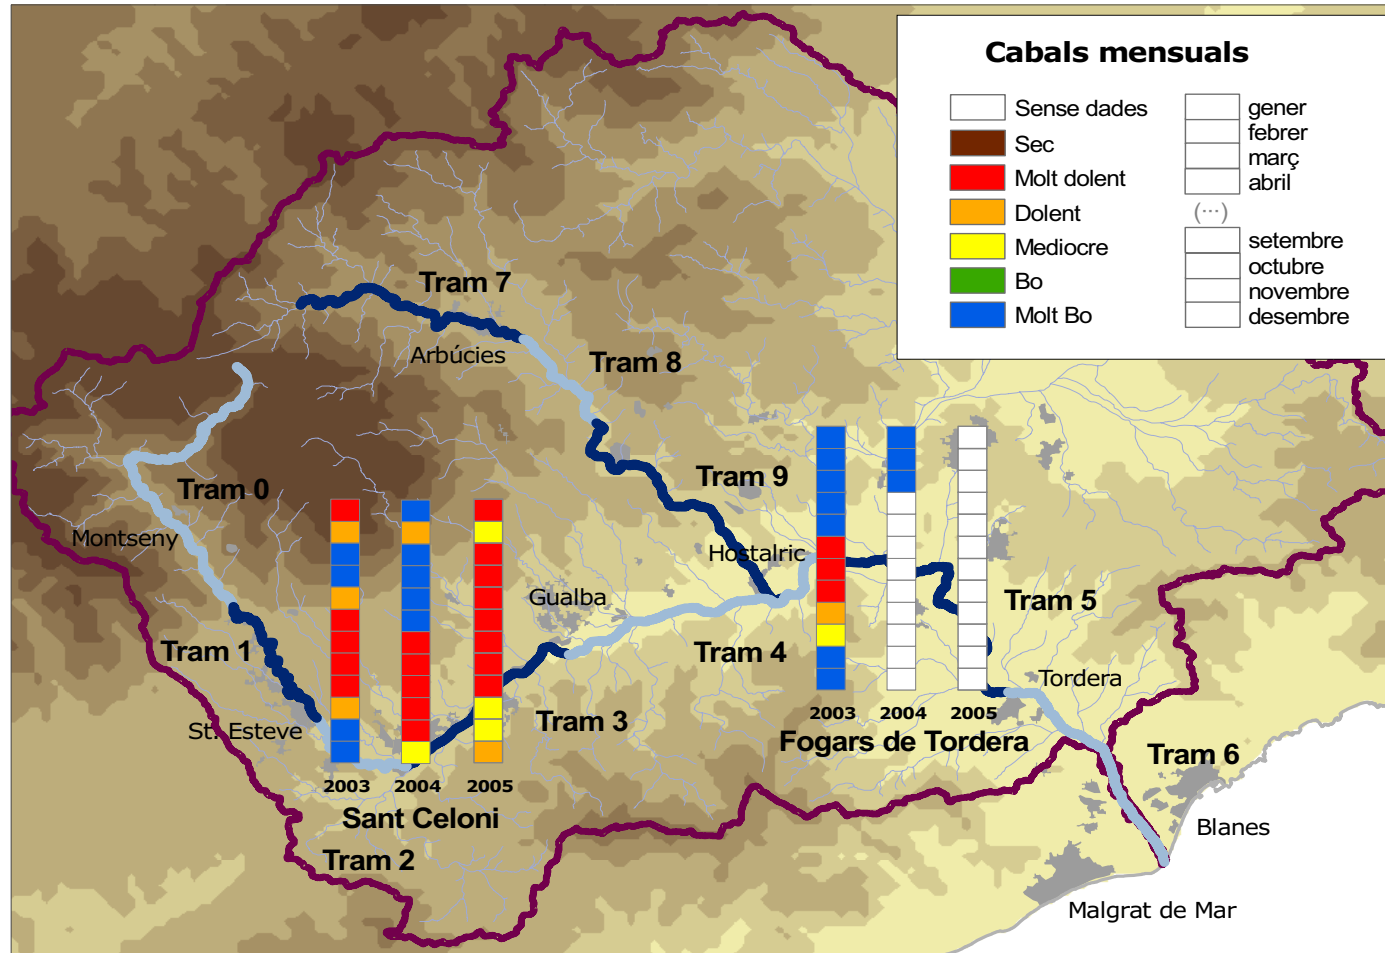 Cabals mensuals
Sense dades
Sec
Molt dolent
Dolent
Mediocre
Bo
Molt Bo
gener
febrer
març
abril
(...)
setembre
octubre
novembre
desembre
Tram 7
Arbúcies
Tram 8
Tram 9
Tram 0
Montseny
Hostalric
Gualba
Tram 5
Tram 1
Tram 4
Tordera
St. Esteve
Tram 3
2003
2004
2005
Fogars de Tordera
Tram 6
2003
2004
2005
Sant Celoni
Blanes
Tram 2
Malgrat de Mar